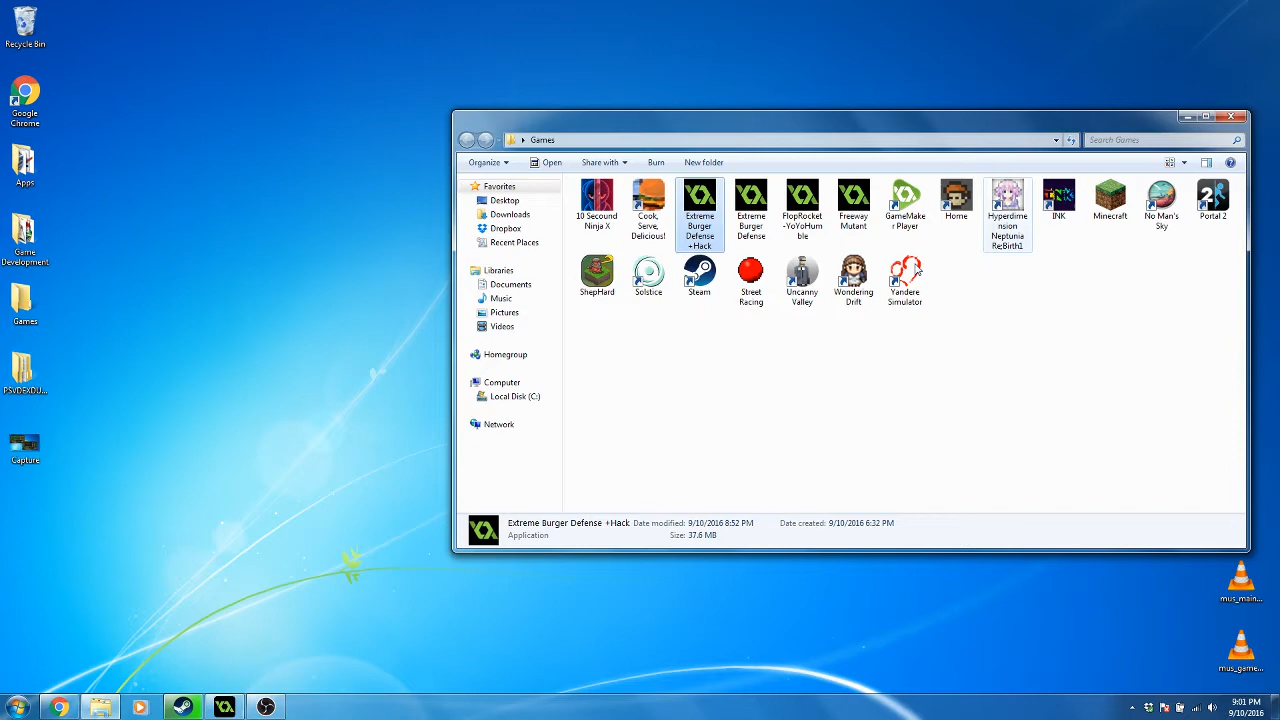 Recycle Bin
Google
Chrome
Apps
Game
Development
Games
PSVDEXDU...
Capture
Games
Search Games
Organize
Open
Share with
Burn
New folder
Favorites
Desktop
Downloads
Dropbox
Recent Places
Libraries
Documents
Music
Pictures
Videos
Homegroup
Computer
Local Disk (C:)
Network
10 Secound
Ninja X
Cook,
Serve,
Delicious!
Extreme
Burger
Defense
+Hack
Extreme
Burger
Defense
FlopRocket
-YoYoHum
ble
Freeway
Mutant
GameMake
r Player
Home
Hyperdime
nsion
Neptunia
Re;Birth1
INK
Minecraft
No Man's
Sky
Portal 2
ShepHard
Solstice
Steam
Street
Racing
Uncanny
Valley
Wondering
Drift
Yandere
Simulator
Extreme Burger Defense +Hack Date modified: 9/10/2016 8:52 PM Date created: 9/10/2016 6:32 PM
Application Size: 37.6 MB
mus_main...
mus_game...
9:01 PM
9/10/2016